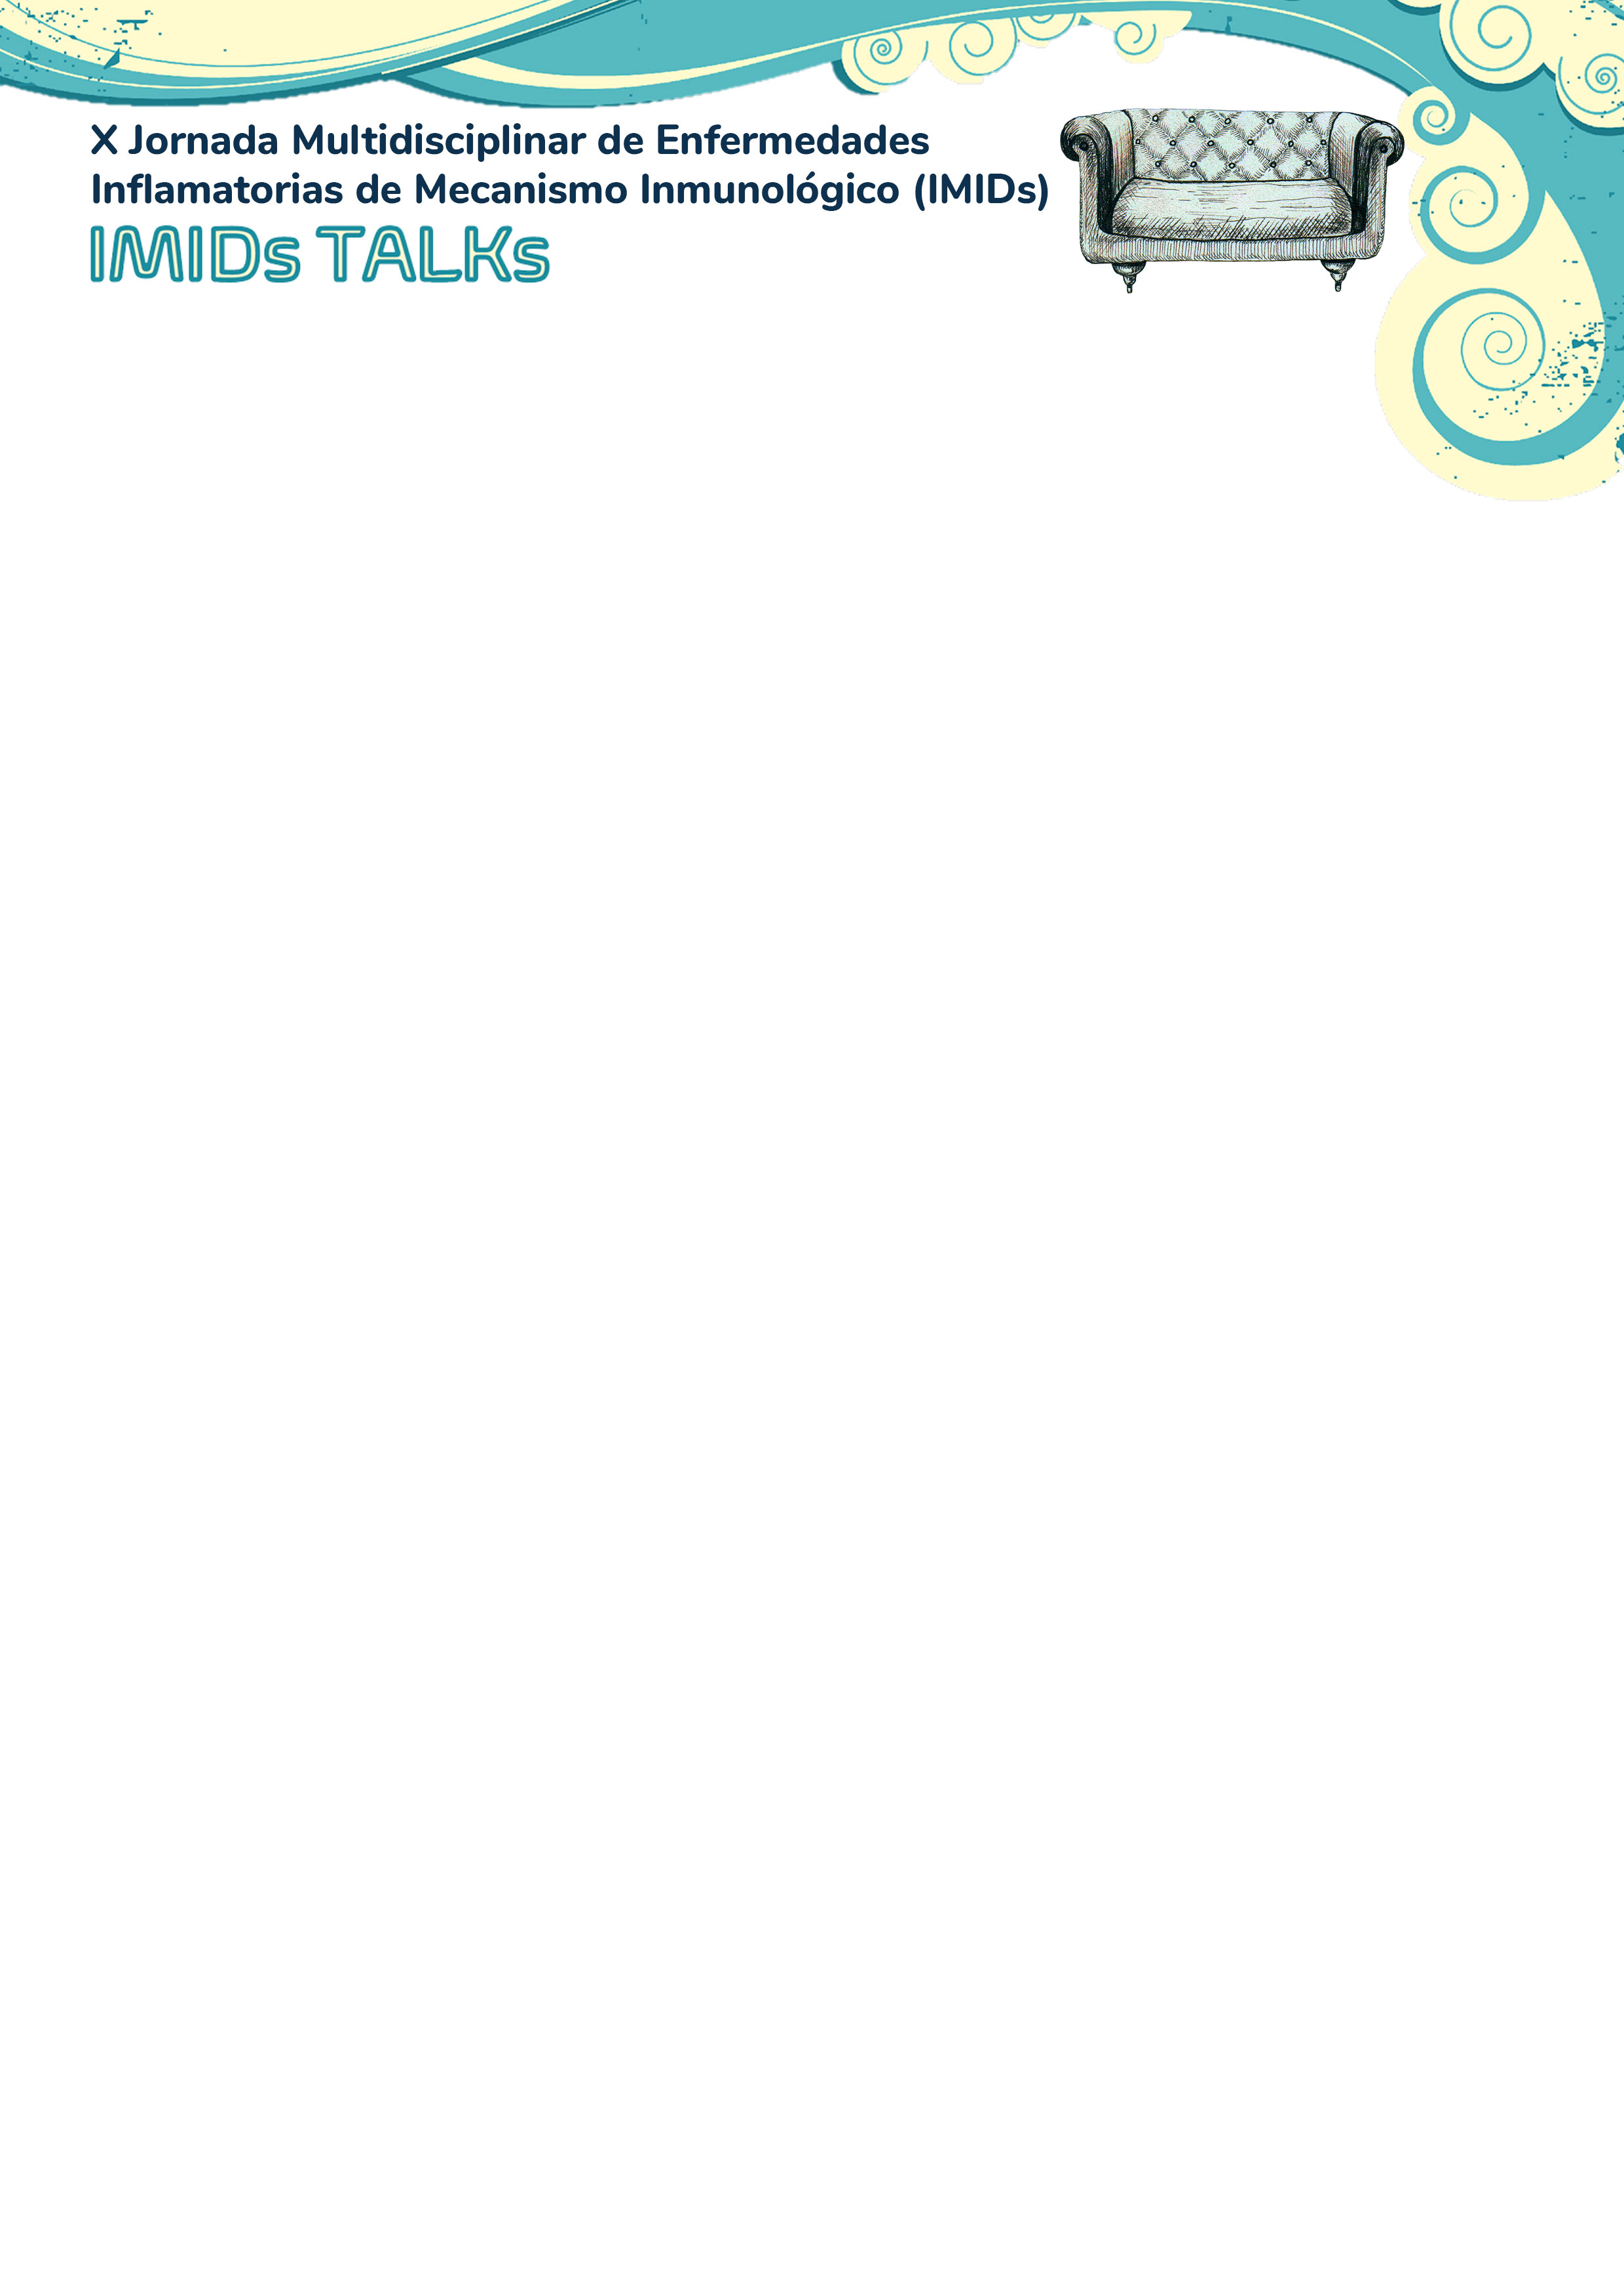 X Jornada Multidisciplinar de Enfermedades
Inflamatorias de Mecanismo Inmunológico (IMIDs)
IMIDs TALKs